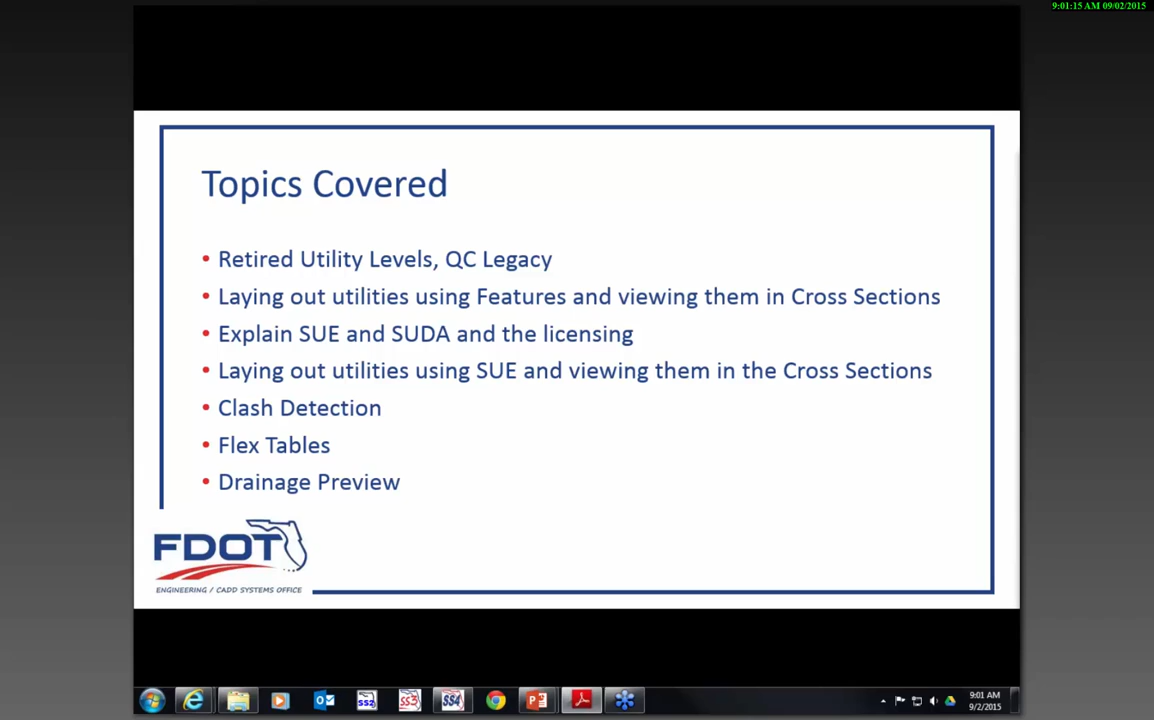 9:01:15 AM 09/02/2015
Topics Covered
• Retired Utility Levels, QC Legacy
• Laying out utilities using Features and viewing them in Cross Sections
• Explain SUE and SUDA and the licensing
• Laying out utilities using SUE and viewing them in the Cross Sections
• Clash Detection
• Flex Tables
• Drainage Preview
FDOT
ENGINEERING / CADD SYSTEMS OFFICE
SS2 SS3 SS4
9:01 AM
9/2/2015